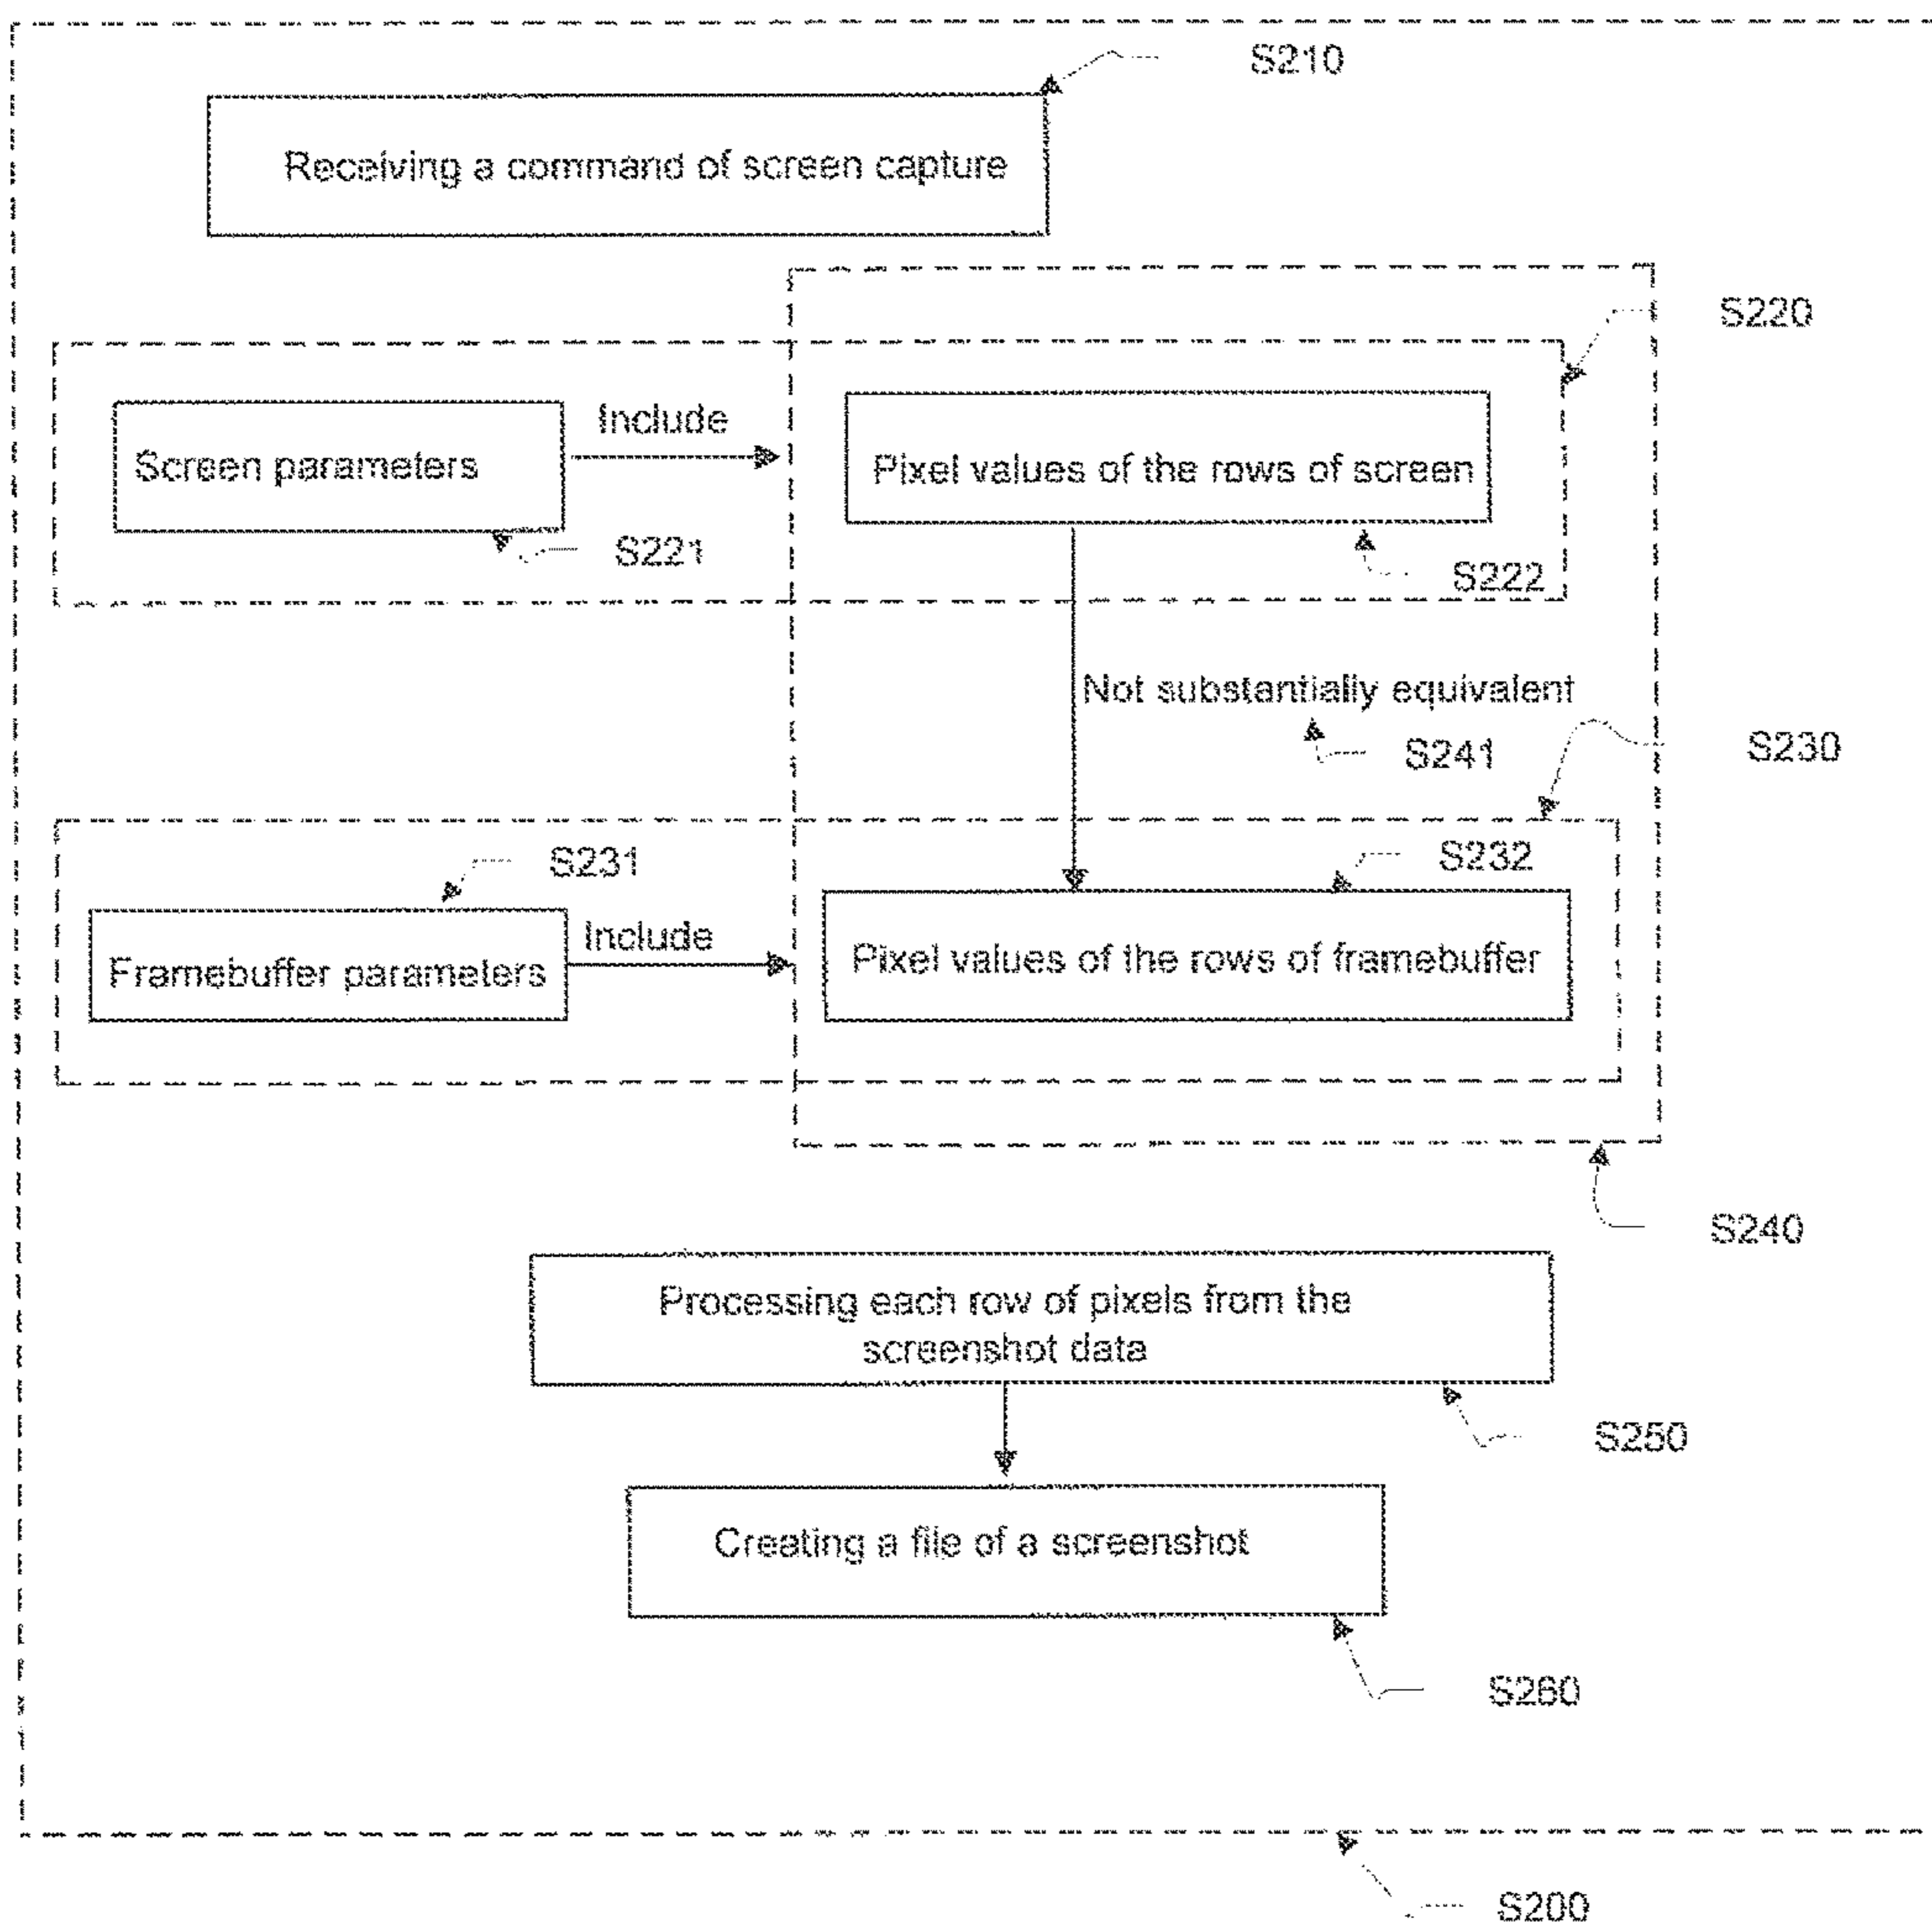 S210
Receiving a command of screen capture
S220
Include
Screen parameters
Pixel values of the rows of screen
S221
S222
Not substantially equivalent
S241
S230
S231
S232
Include
Framebuffer parameters
Pixel values of the rows of framebuffer
S240
Processing each row of pixels from the
screenshot data
S250
Creating a file of a screenshot
S260
S200